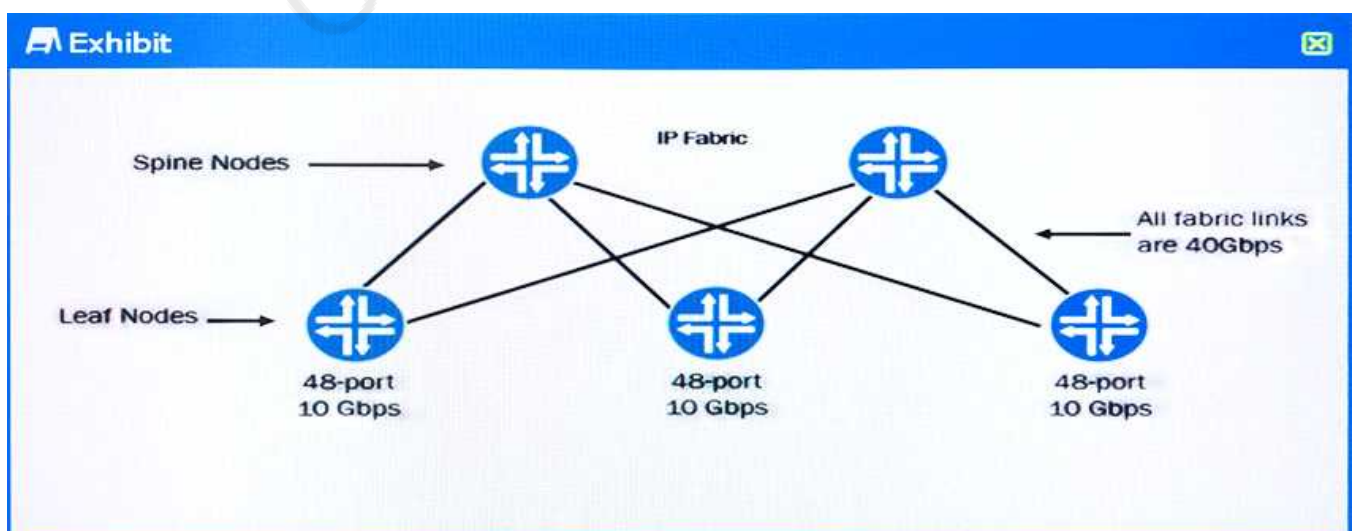 Exhibit
IP Fabric
Spine Nodes
All fabric links
are 40Gbps
Leaf Nodes
48-port
10 Gbps
48-port
10 Gbps
48-port
10 Gbps